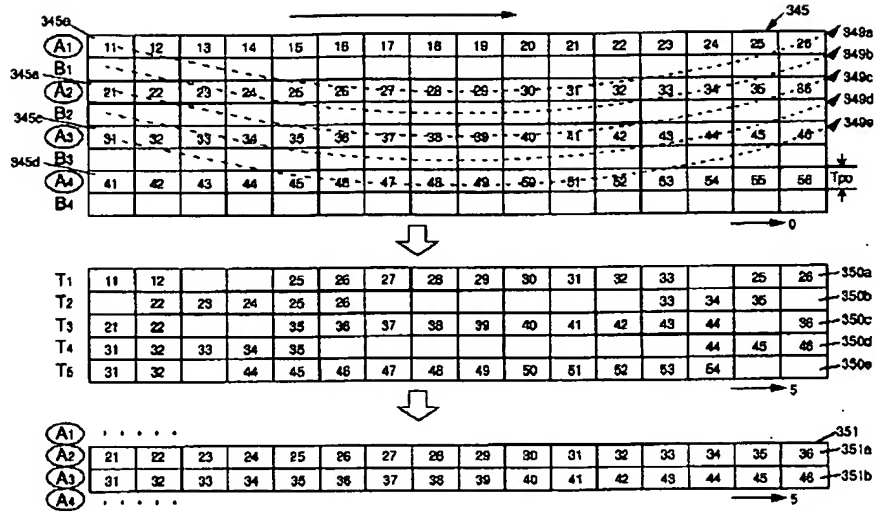 345e 345
A1 11 12 13 14 15 16 17 18 19 20 21 22 23 24 25 26 349a
B1 349b
345a A2 21 22 23 24 25 26 27 28 29 30 31 32 33 34 35 36 349c
B2 349d
345c A3 31 32 33 34 35 36 37 38 39 40 41 42 43 44 45 46 349e
B3
345d A4 41 42 43 44 45 46 47 48 49 50 51 52 53 54 55 56 Tpo
B4
0
T1 11 12 25 26 27 28 29 30 31 32 33 25 26 350a
T2 22 23 24 25 26 33 34 35 350b
T3 21 22 35 36 37 38 39 40 41 42 43 44 36 350c
T4 31 32 33 34 35 44 45 46 350d
T5 31 32 44 45 46 47 48 49 50 51 52 53 54 350e
5
A1 . . . . . 351
A2 21 22 23 24 25 26 27 28 29 30 31 32 33 34 35 36 351a
A3 31 32 33 34 35 36 37 38 39 40 41 42 43 44 45 46 351b
A4 . . . . . 5